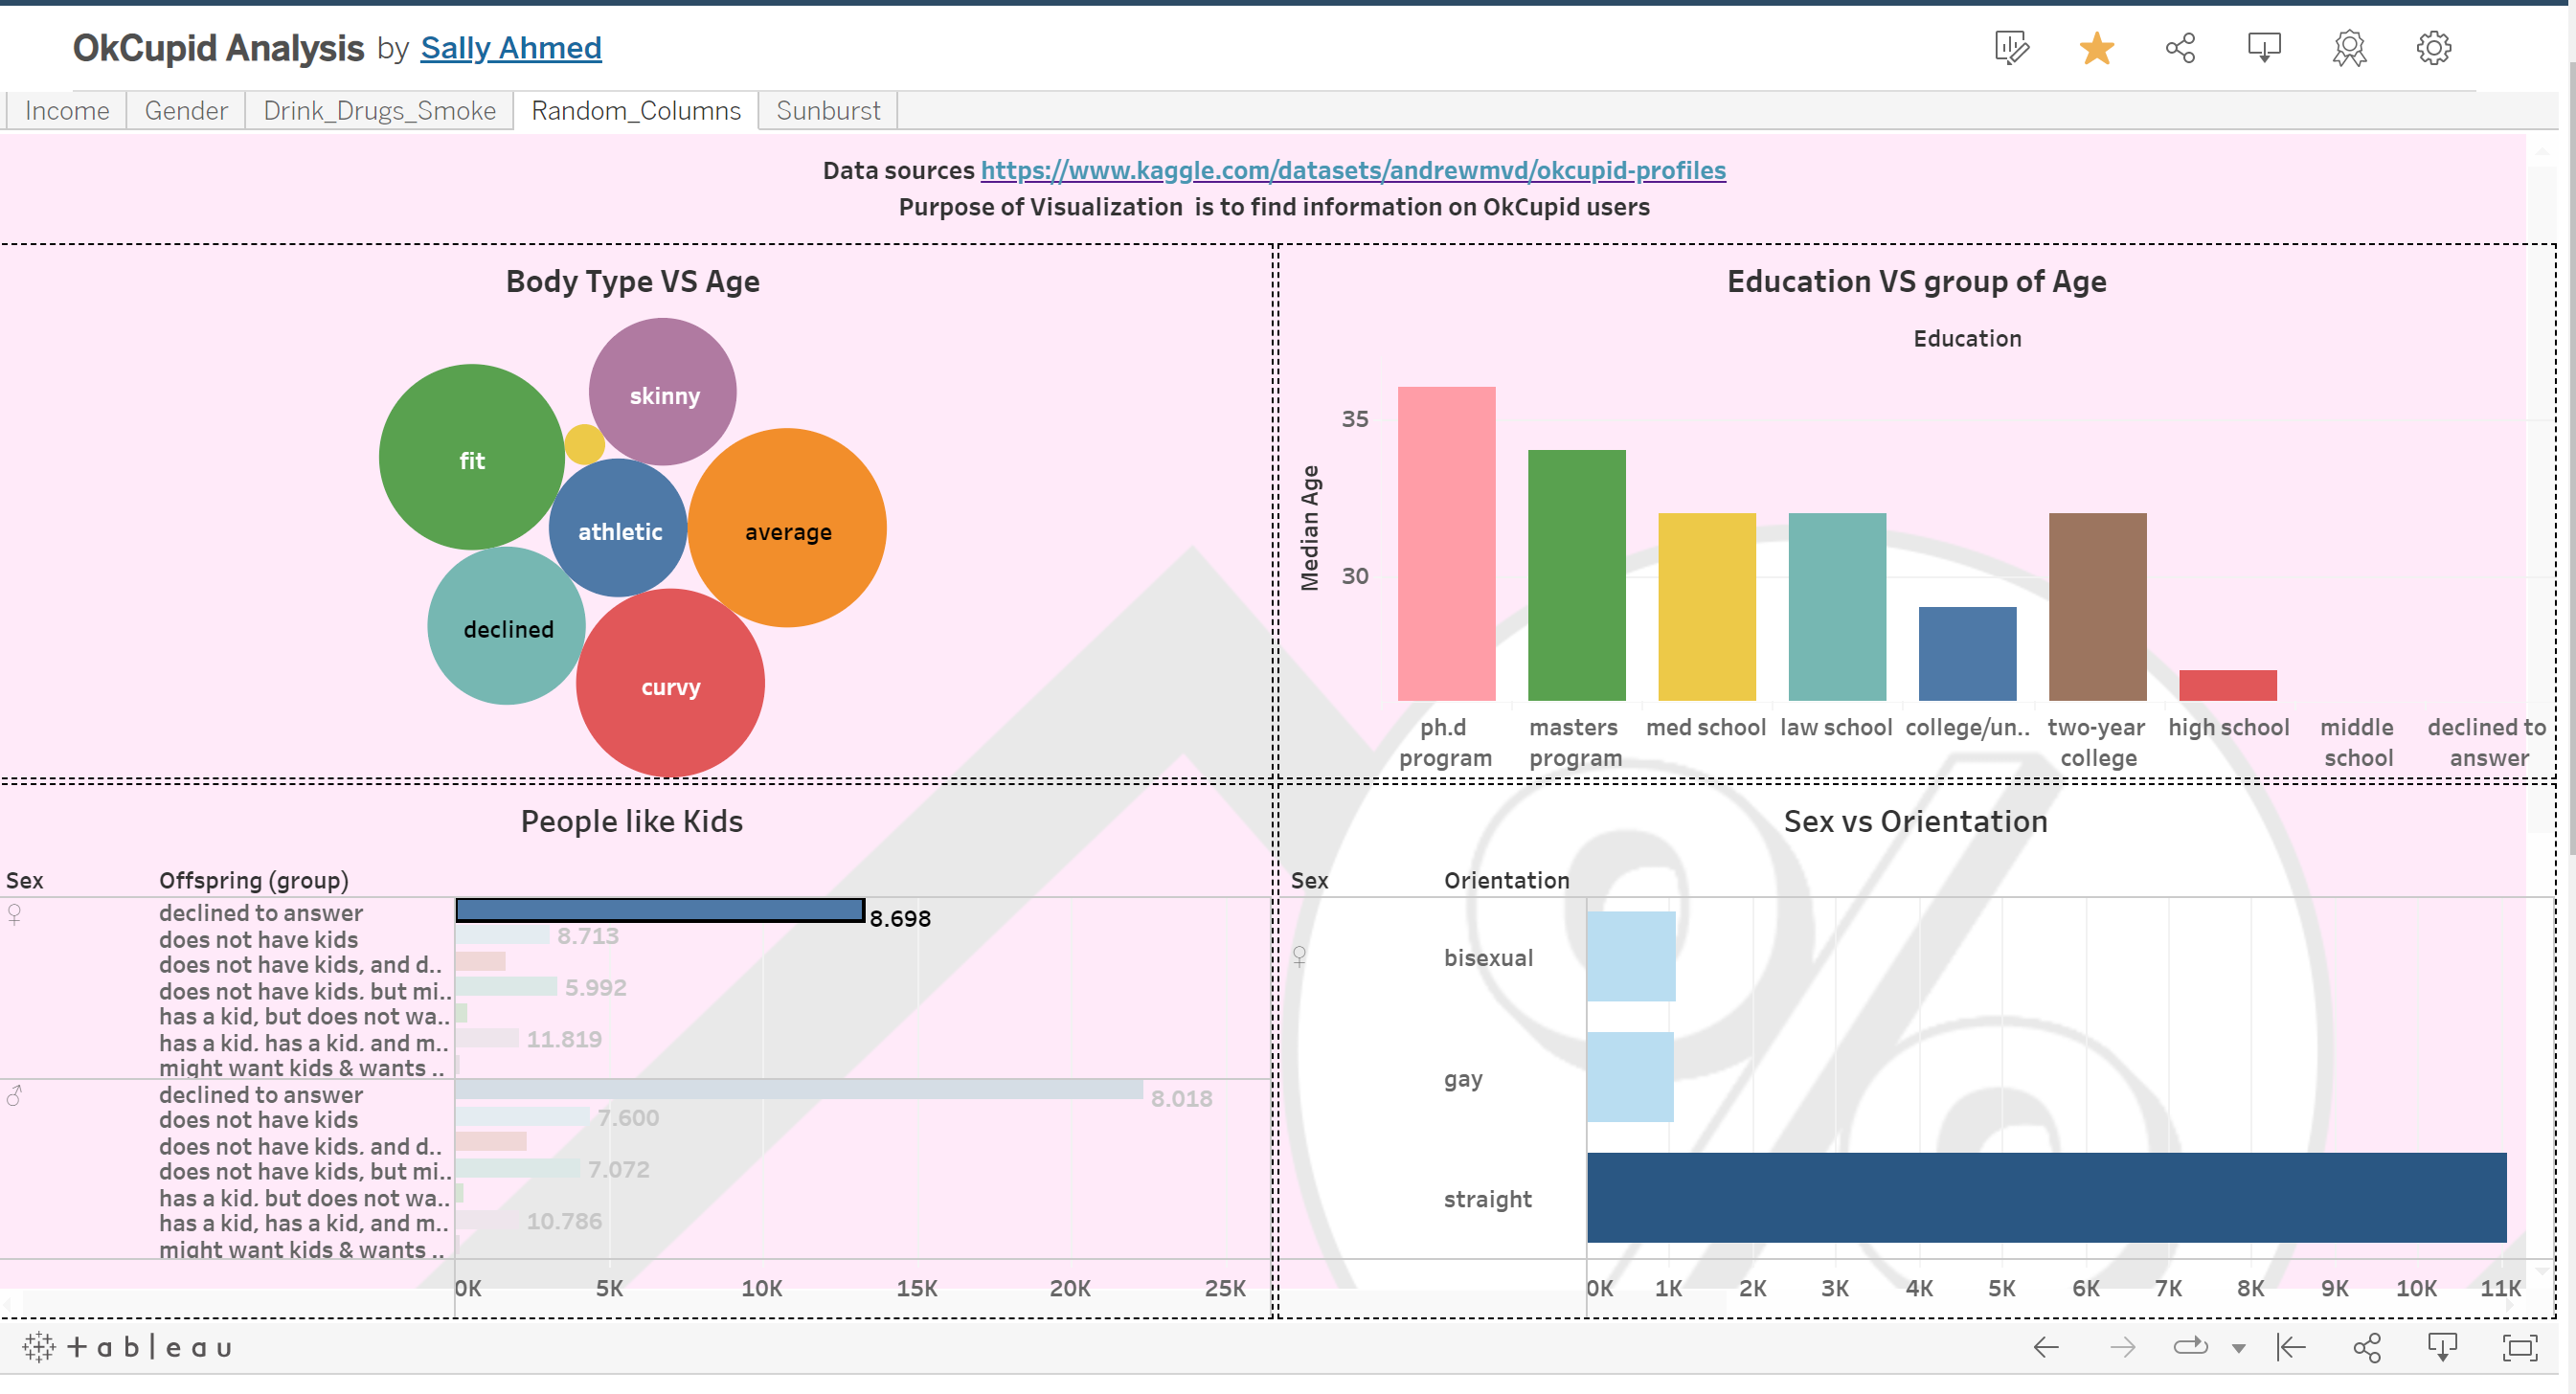 OkCupid Analysis by Sally Ahmed
Income Gender Drink_Drugs_Smoke Random_Columns Sunburst
Data sources https://www.kaggle.com/datasets/andrewmvd/okcupid-profiles
Purpose of Visualization is to find information on OkCupid users
Body Type VS Age
skinny
fit
athletic
average
declined
curvy
Education VS group of Age
Education
Median Age
35
30
ph.d program
masters program
med school
law school
college/un..
two-year college
high school
middle school
declined to answer
People like Kids
Sex Offspring (group)
♀ declined to answer 8.698
does not have kids 8.713
does not have kids, and d..
does not have kids, but mi.. 5.992
has a kid, but does not wa..
has a kid, has a kid, and m.. 11.819
might want kids & wants ..
♂ declined to answer 8.018
does not have kids 7.600
does not have kids, and d..
does not have kids, but mi.. 7.072
has a kid, but does not wa..
has a kid, has a kid, and m.. 10.786
might want kids & wants ..
0K 5K 10K 15K 20K 25K
Sex vs Orientation
Sex Orientation
♀ bisexual
gay
straight
0K 1K 2K 3K 4K 5K 6K 7K 8K 9K 10K 11K
+ a b l e a u